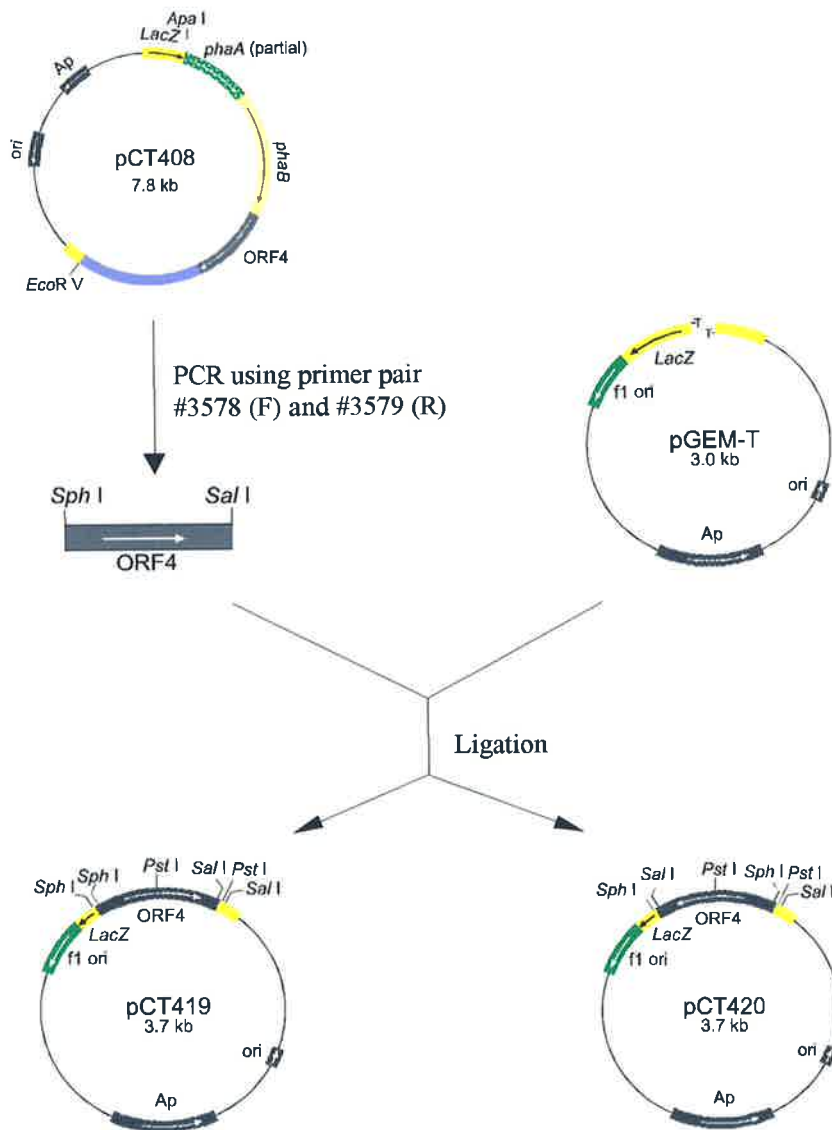 Apa I
LacZ I
phaA (partial)
Ap
ori
pCT408
7.8 kb
phaB
ORF4
EcoR V
PCR using primer pair
#3578 (F) and #3579 (R)
-T
T-
LacZ
f1 ori
pGEM-T
3.0 kb
ori
Ap
Sph I
Sal I
ORF4
Ligation
Sph I
Sph I
Pst I
Sal I
Pst I
Sal I
ORF4
LacZ
f1 ori
pCT419
3.7 kb
ori
Ap
Sph I
Sal I
Pst I
Sph I
Pst I
Sal I
ORF4
LacZ
f1 ori
pCT420
3.7 kb
ori
Ap